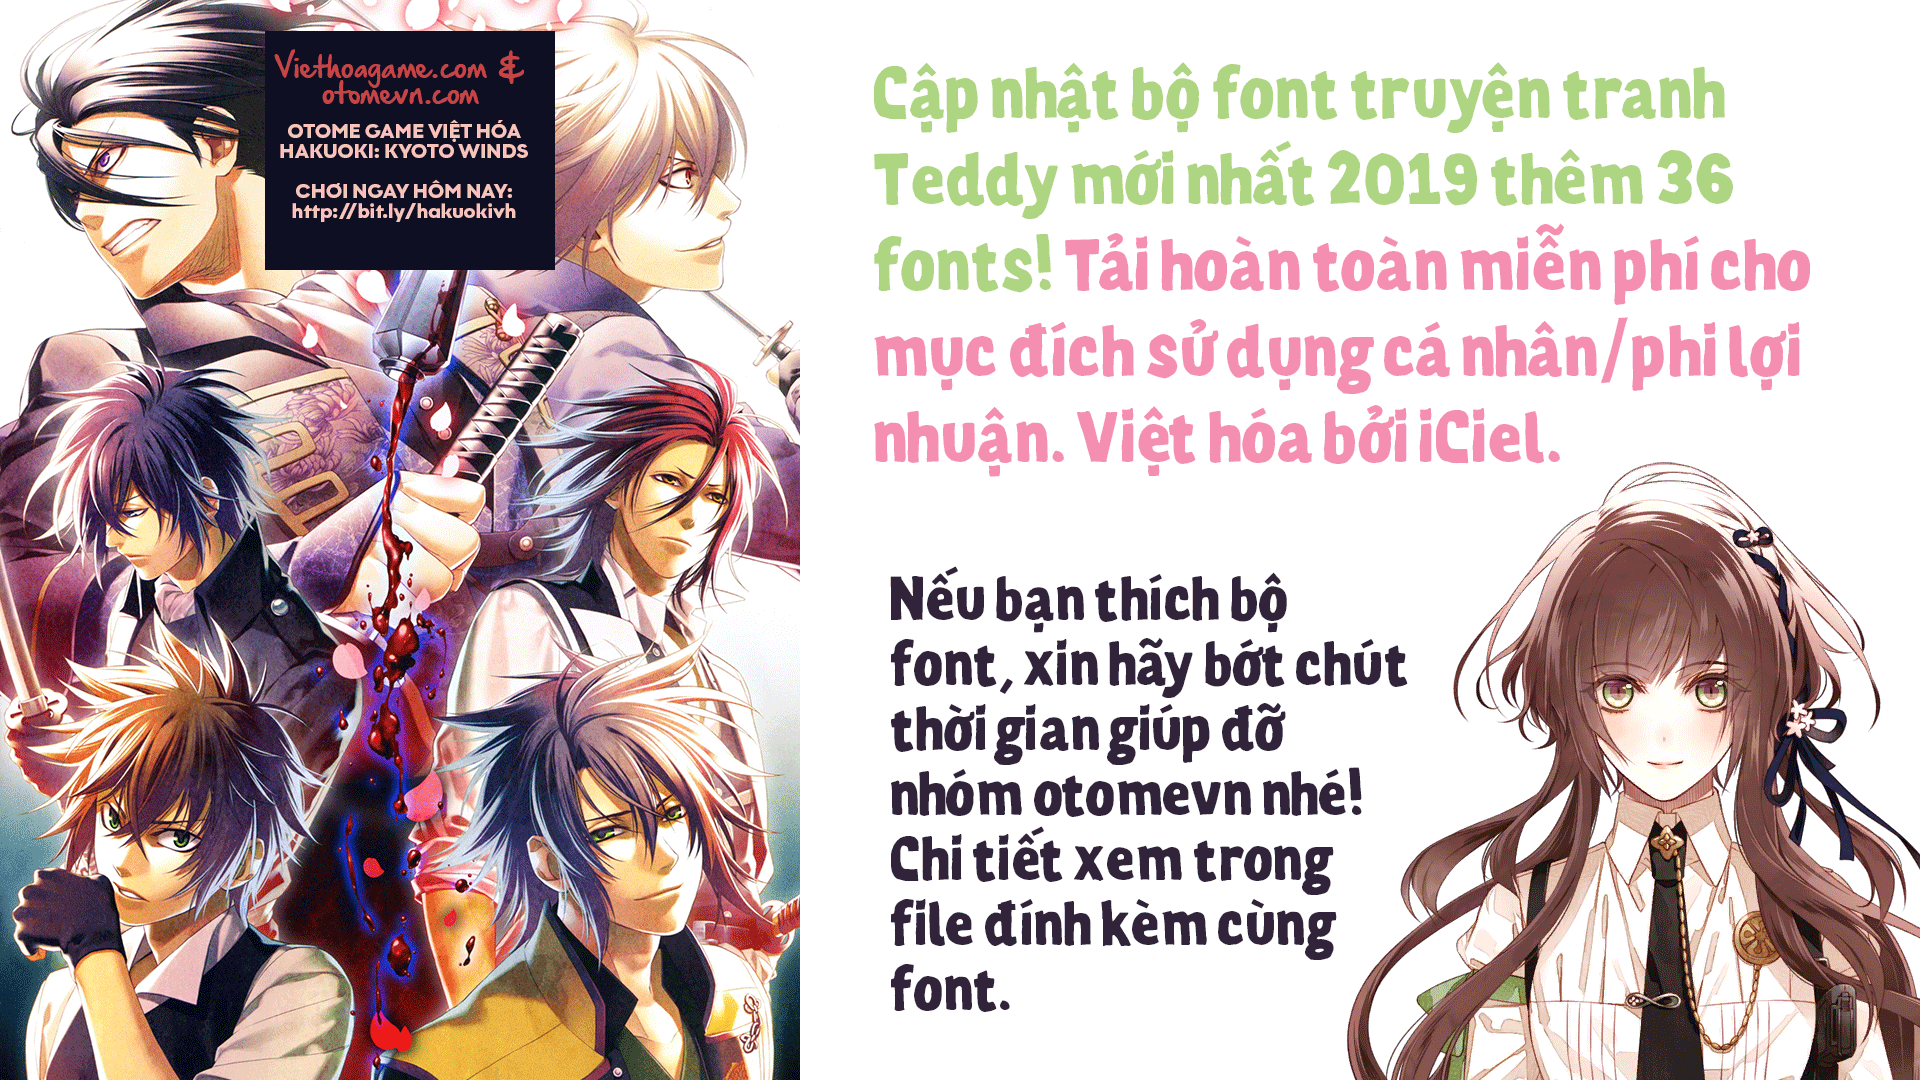 Viethoagame.com &
otomevn.com
OTOME GAME VIỆT HÓA
HAKUOKI: KYOTO WINDS
CHƠI NGAY HÔM NAY:
http://bit.ly/hakuokivh
Cập nhật bộ font truyện tranh
Teddy mới nhất 2019 thêm 36
fonts! Tải hoàn toàn miễn phí cho
mục đích sử dụng cá nhân/phi lợi
nhuận. Việt hóa bởi iCiel.
Nếu bạn thích bộ
font, xin hãy bớt chút
thời gian giúp đỡ
nhóm otomevn nhé!
Chi tiết xem trong
file đính kèm cùng
font.